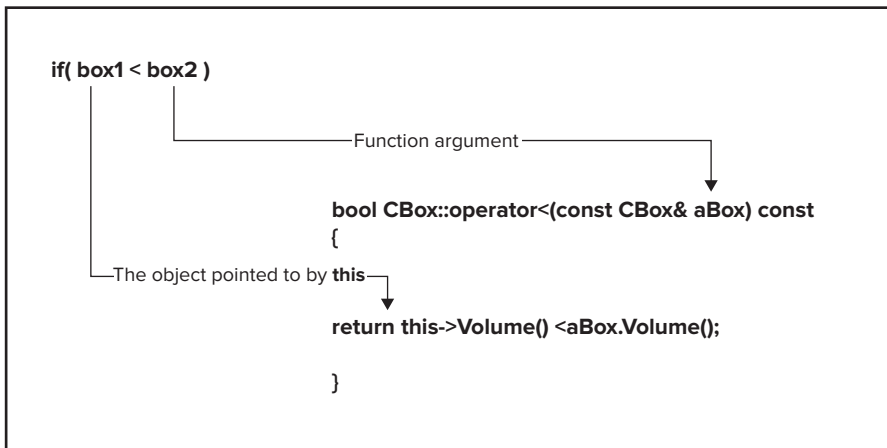 if( box1 < box2 )
Function argument
bool CBox::operator<(const CBox& aBox) const
{
The object pointed to by this
return this->Volume() <aBox.Volume();
}